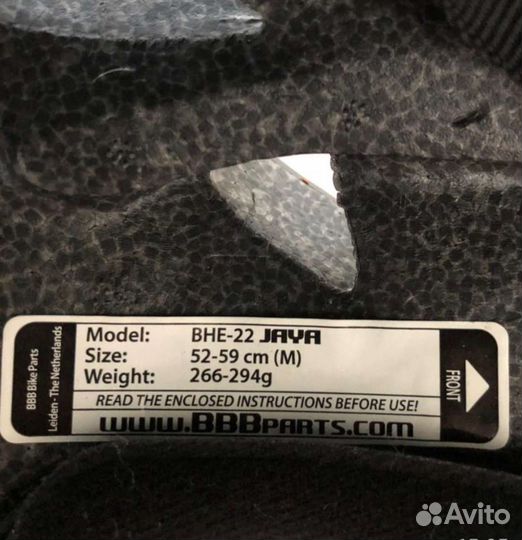 BBB Bike Parts
Leiden - The Netherlands
Model: BHE-22 JAYA
Size: 52-59 cm (M)
Weight: 266-294g
READ THE ENCLOSED INSTRUCTIONS BEFORE USE!
www.BBBPARTS.com
FRONT
Avito